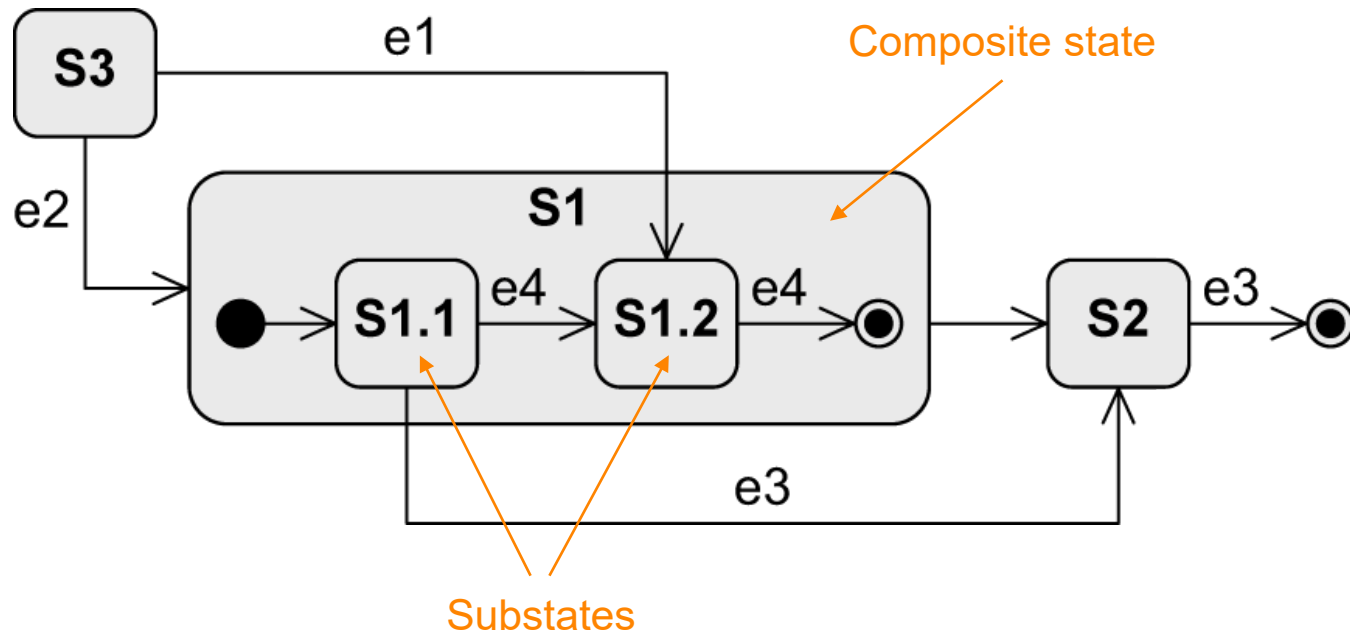 S3
e1
Composite state
e2
S1
S1.1
e4
S1.2
e4
S2
e3
e3
Substates